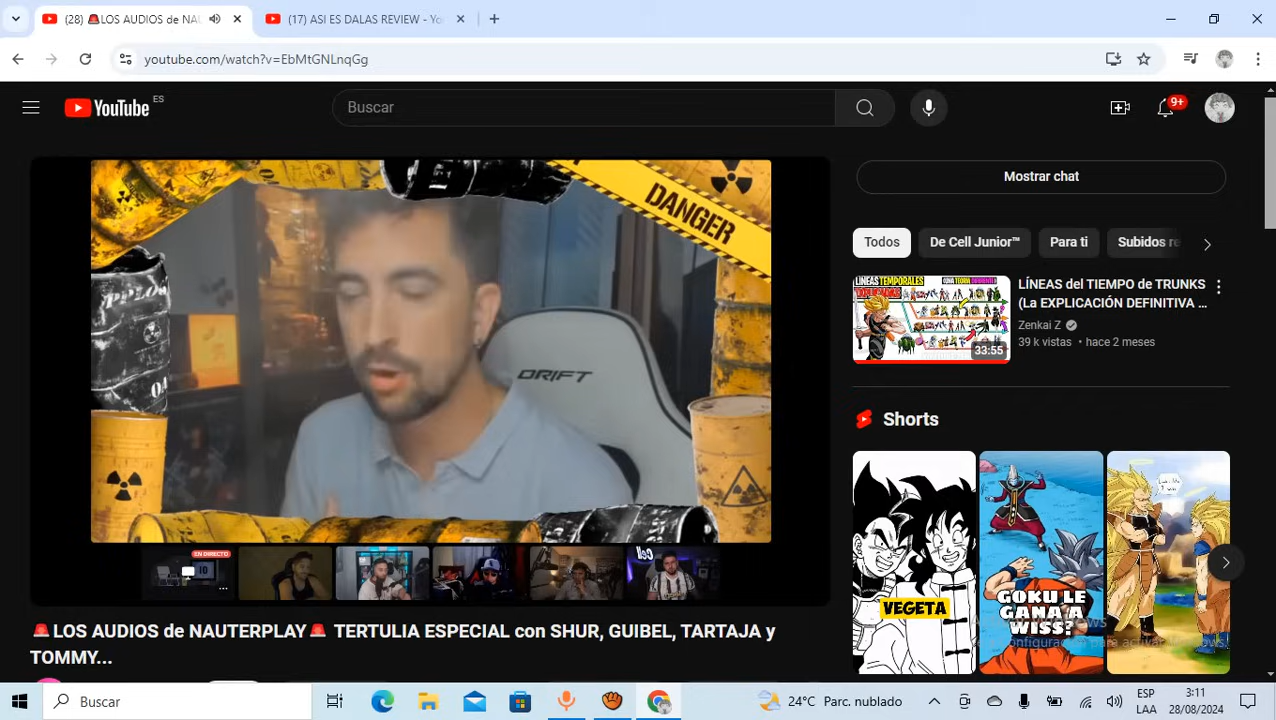 (28) 🚨LOS AUDIOS de NAU
(17) ASI ES DALAS REVIEW - Yo
youtube.com/watch?v=EbMtGNLnqGg
YouTube ES
Buscar
9+
DANGER
DRIFT
EN DIRECTO
🚨LOS AUDIOS de NAUTERPLAY🚨 TERTULIA ESPECIAL con SHUR, GUIBEL, TARTAJA y
TOMMY...
Mostrar chat
Todos
De Cell Junior™
Para ti
Subidos re
LÍNEAS del TIEMPO de TRUNKS
(La EXPLICACIÓN DEFINITIVA ...
Zenkai Z
39 k vistas • hace 2 meses
33:55
Shorts
VEGETA
GOKU LE
GANA A
WISS?
Buscar
24°C Parc. nublado
ESP
LAA
3:11
28/08/2024